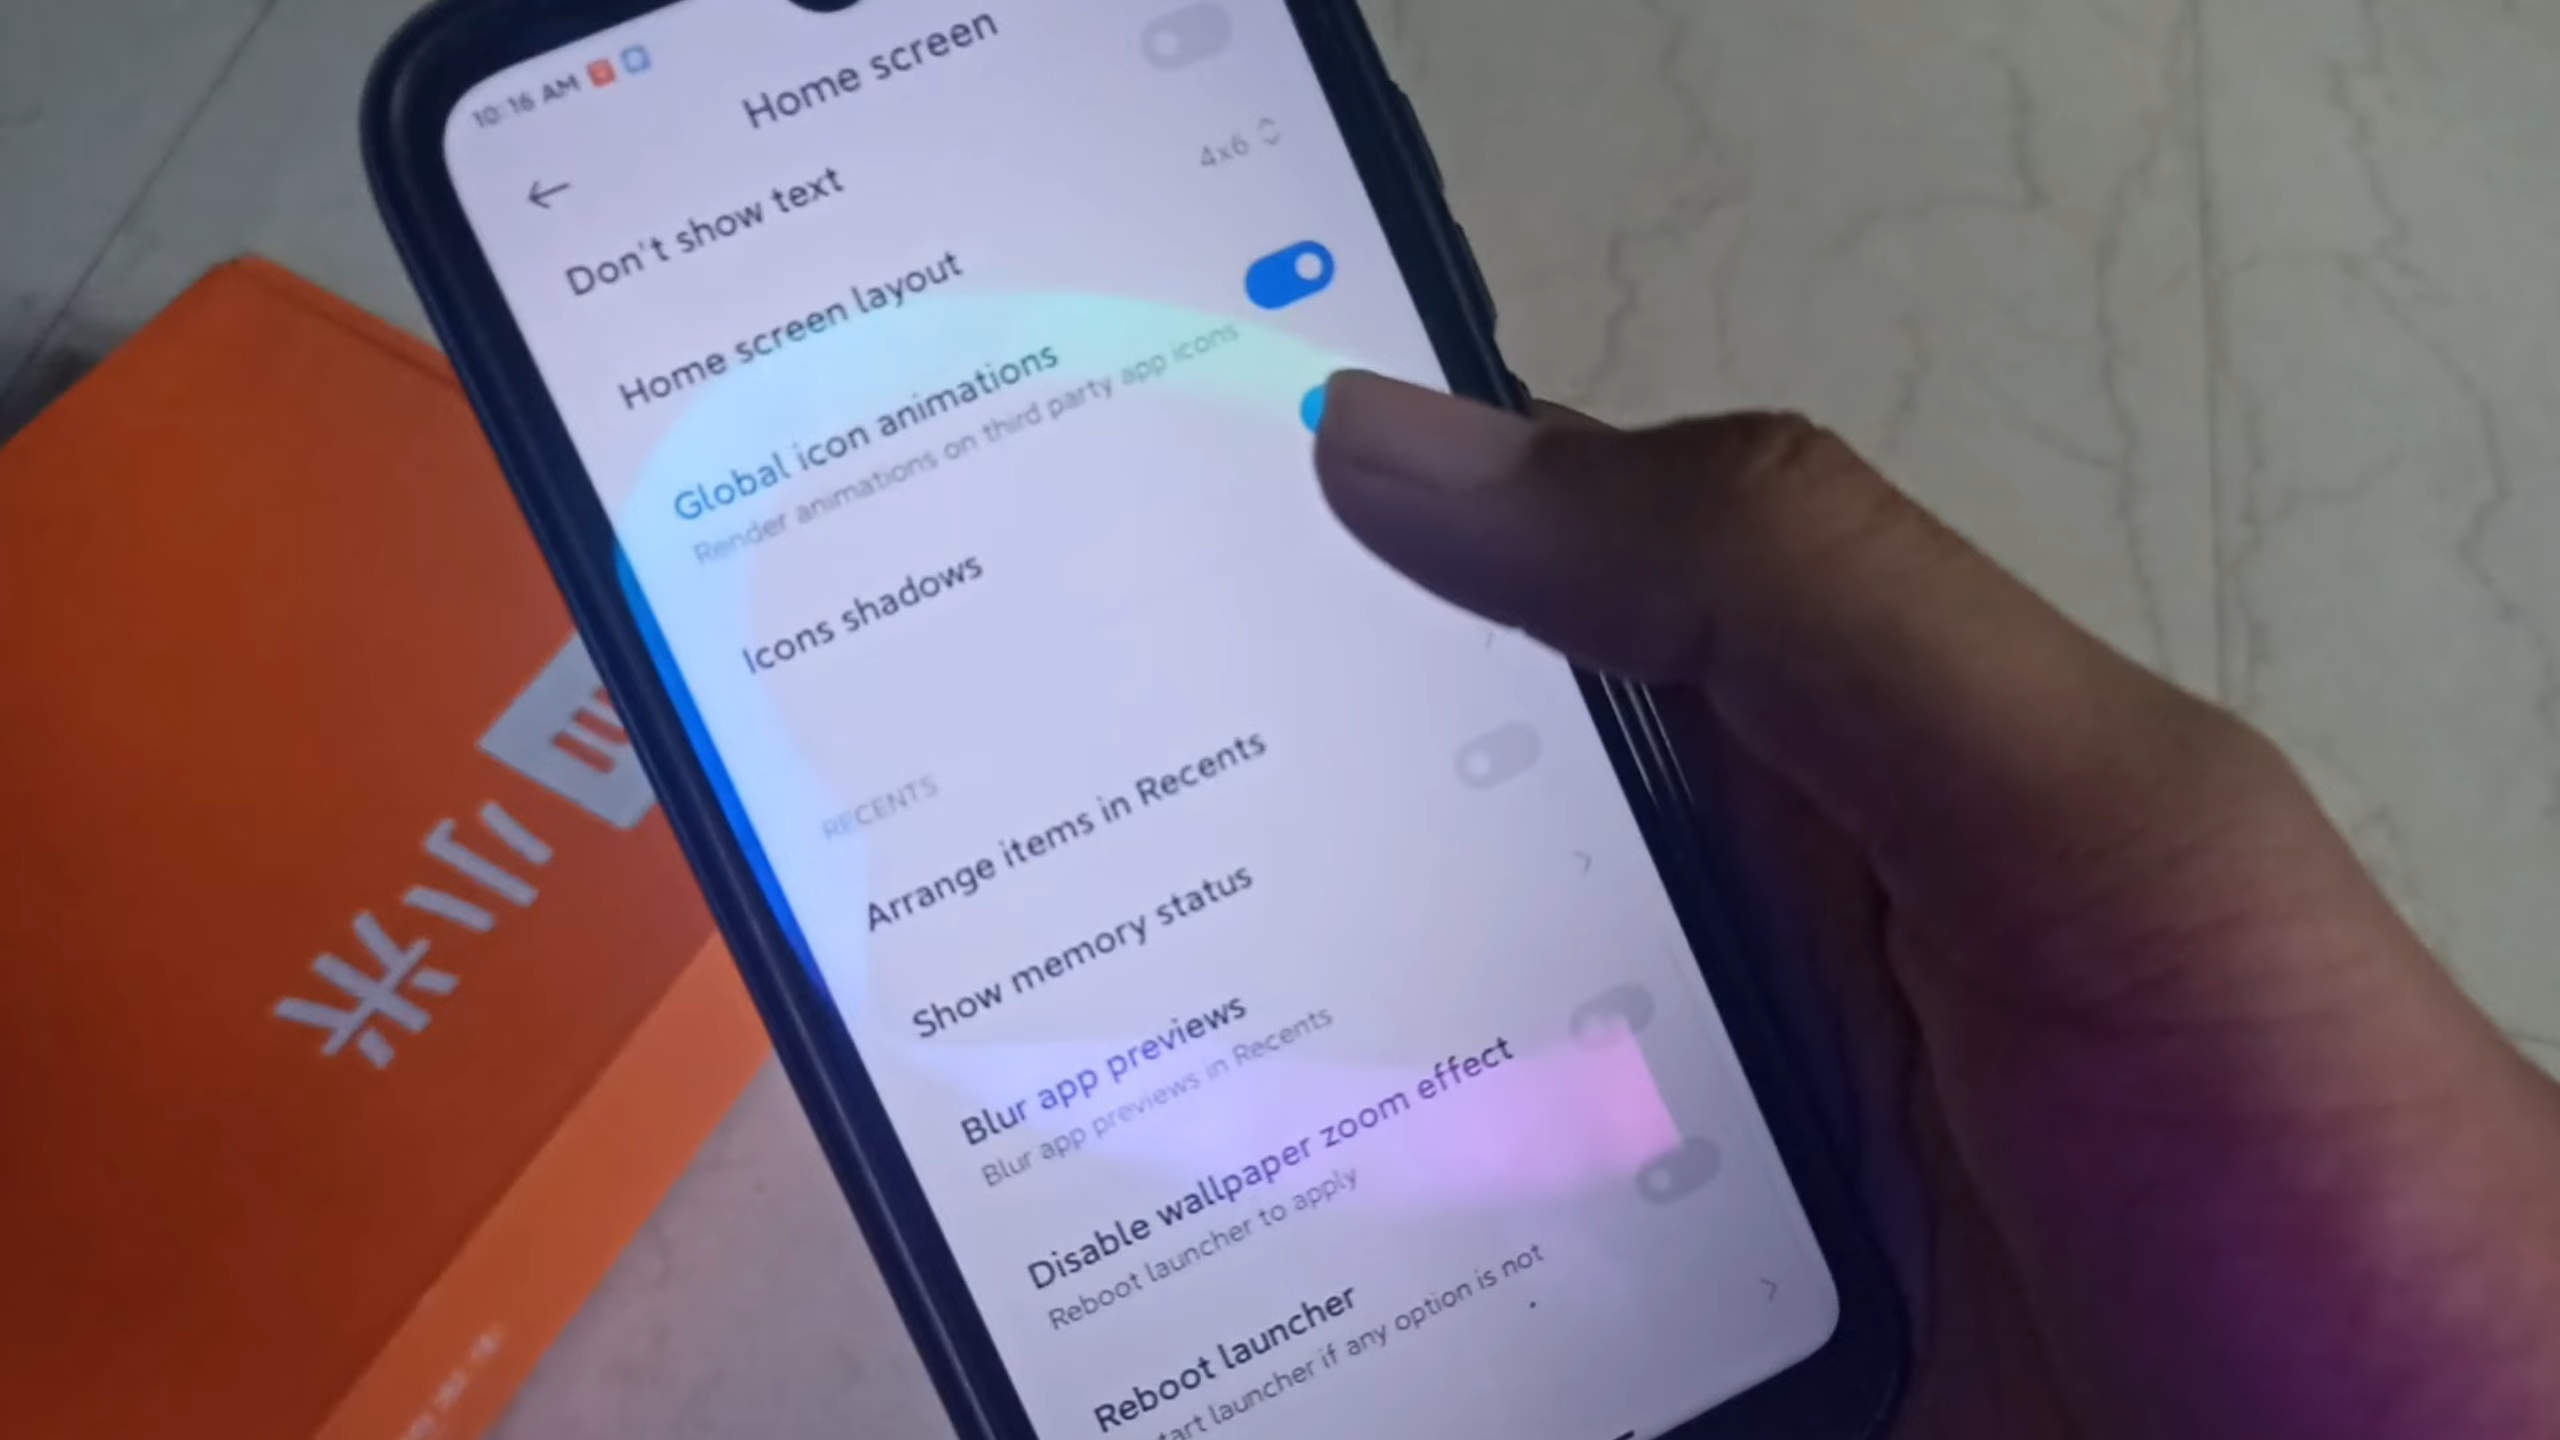 10:16 AM
Home screen
Don't show text
Home screen layout
4x6
Global icon animations
Render animations on third party app icons
Icons shadows
RECENTS
Arrange items in Recents
Show memory status
Blur app previews
Blur app previews in Recents
Disable wallpaper zoom effect
Reboot launcher to apply
Reboot launcher
launcher if any option is not
小米